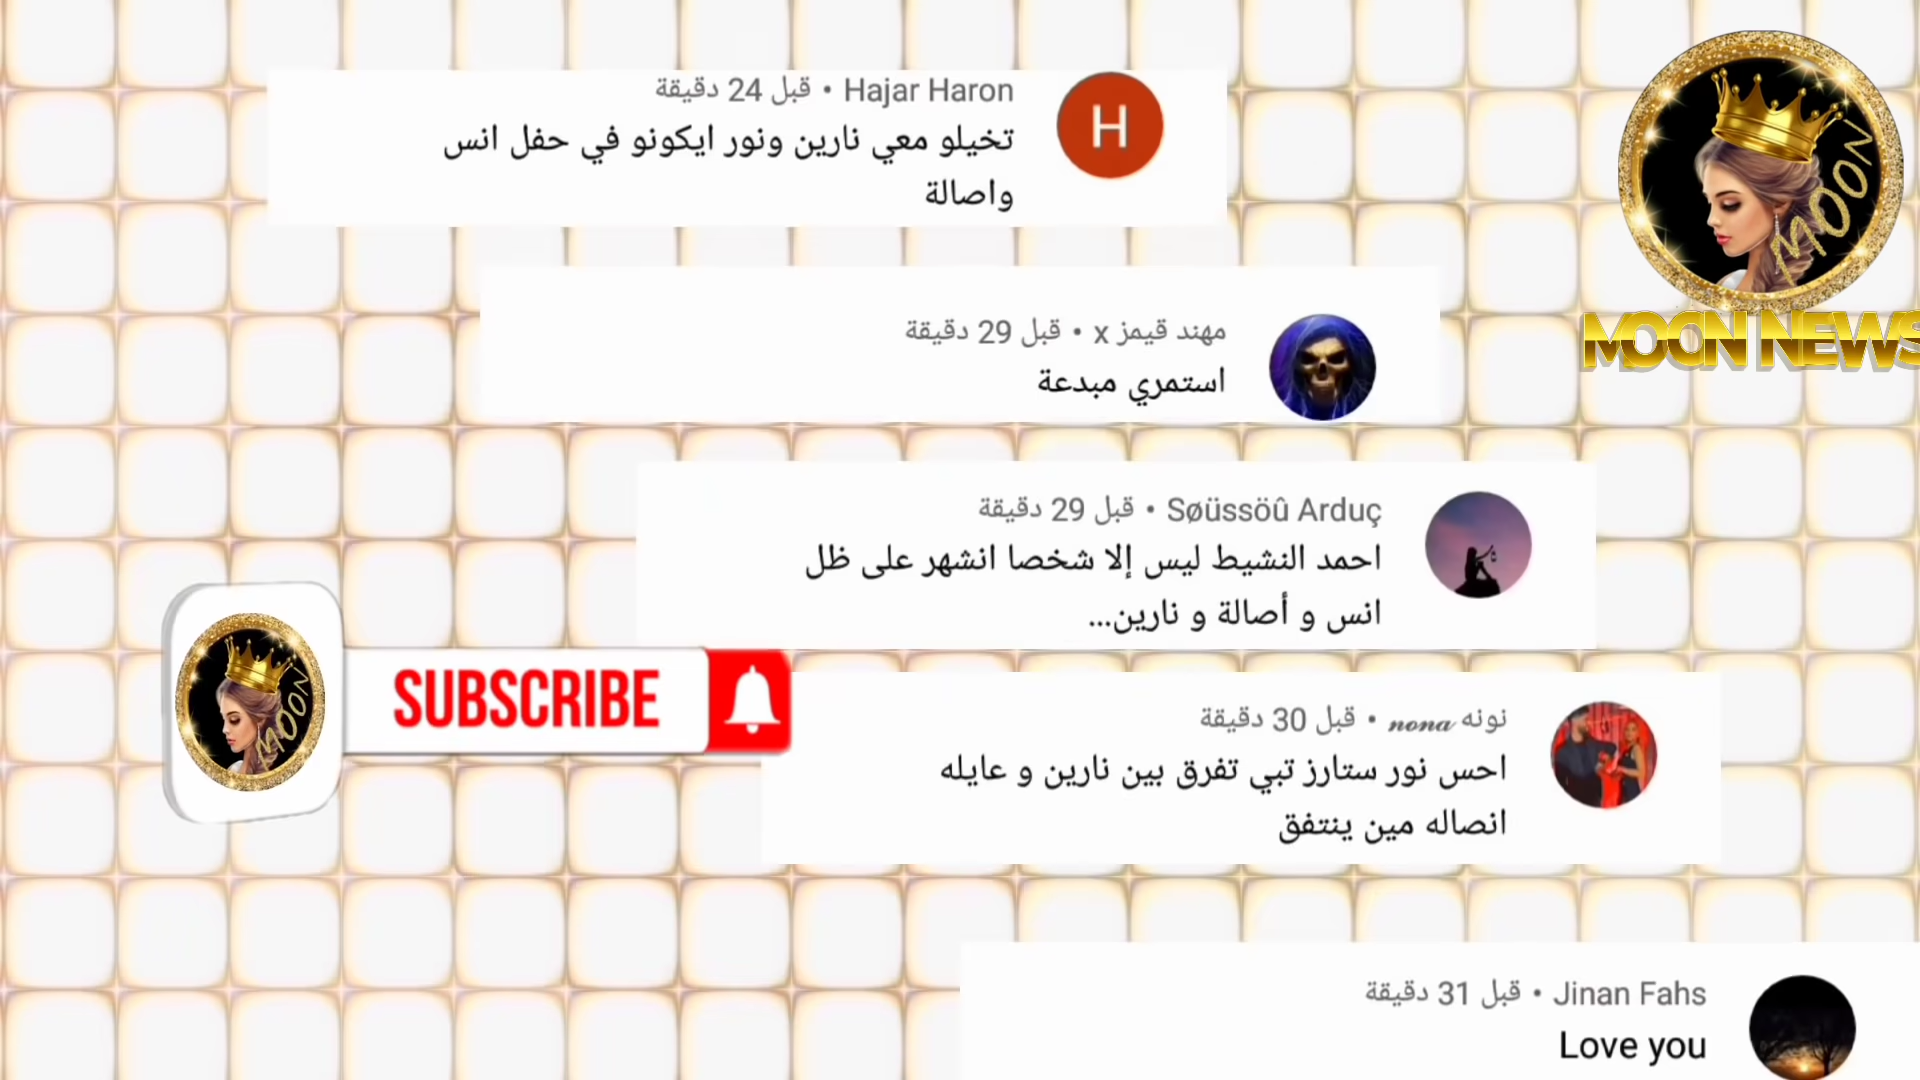 Hajar Haron • قبل 24 دقيقة
تخيلو معي نارين ونور ايكونو في حفل انس
واصالة
H
MOON
MOON NEWS
مهند قيمز x • قبل 29 دقيقة
استمري مبدعة
Søüssöû Arduç • قبل 29 دقيقة
احمد النشيط ليس إلا شخصا انشهر على ظل
انس و أصالة و نارين...
MOON
SUBSCRIBE
نونه nona • قبل 30 دقيقة
احس نور ستارز تبي تفرق بين نارين و عايله
انصاله مين ينتفق
Jinan Fahs • قبل 31 دقيقة
Love you